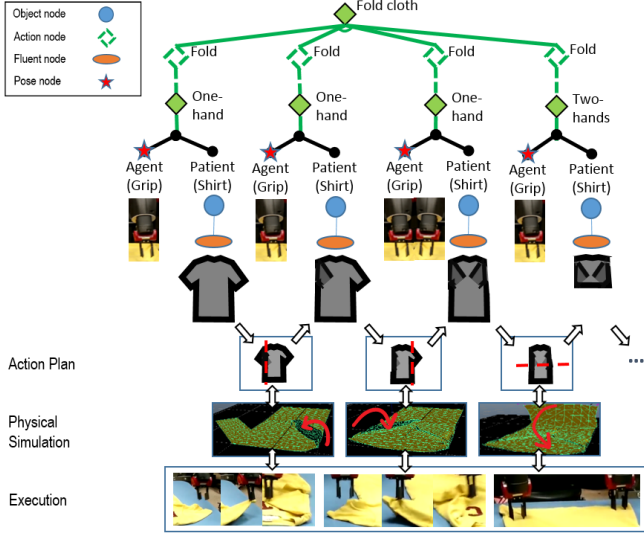 Object node
Action node
Fluent node
Pose node
Fold cloth
Fold
Fold
Fold
Fold
One-
hand
One-
hand
One-
hand
Two-
hands
Agent
(Grip)
Patient
(Shirt)
Agent
(Grip)
Patient
(Shirt)
Agent
(Grip)
Patient
(Shirt)
Agent
(Grip)
Patient
(Shirt)
Action Plan
Physical
Simulation
Execution